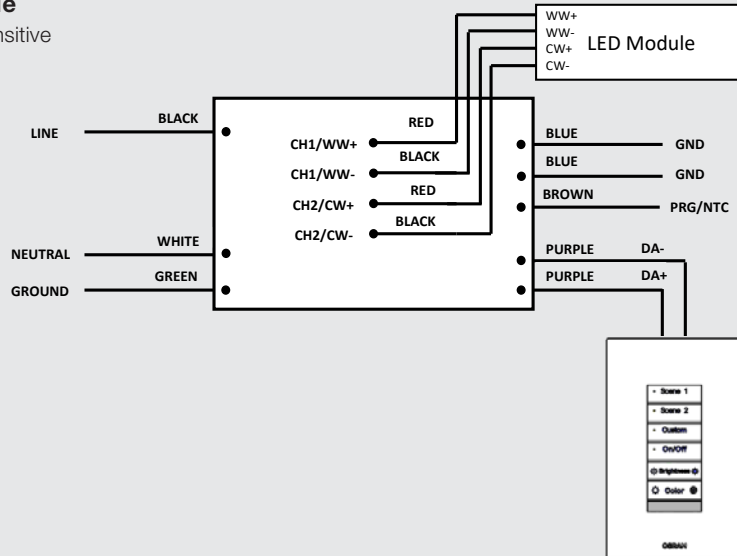 nsitive
WW+
WW-
CW+
CW-
LED Module
LINE
BLACK
NEUTRAL
WHITE
GROUND
GREEN
CH1/WW+
RED
CH1/WW-
BLACK
CH2/CW+
RED
CH2/CW-
BLACK
BLUE
GND
BLUE
GND
BROWN
PRG/NTC
PURPLE
DA-
PURPLE
DA+
Scene 1
Scene 2
Custom
On/Off
Brightness
Color
OSRAM